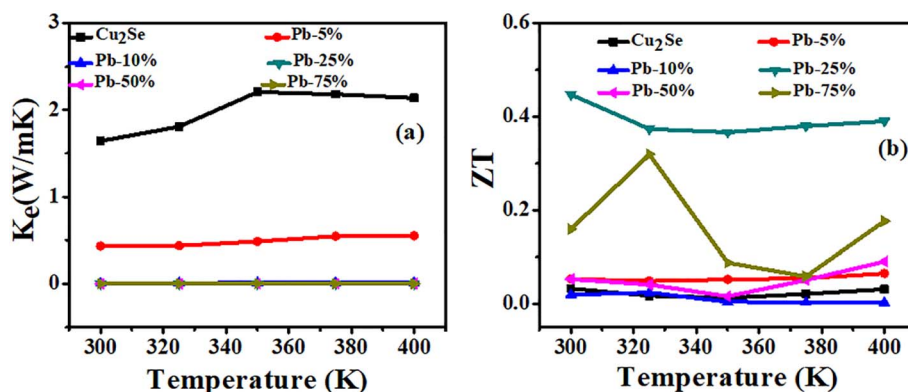 Cu₂Se Pb-5%
Pb-10% Pb-25%
Pb-50% Pb-75%
(a)
Kₑ(W/mK)
3
2
1
0
300 320 340 360 380 400
Temperature (K)
Cu₂Se Pb-5%
Pb-10% Pb-25%
Pb-50% Pb-75%
(b)
ZT
0.6
0.4
0.2
0.0
300 320 340 360 380 400
Temperature (K)